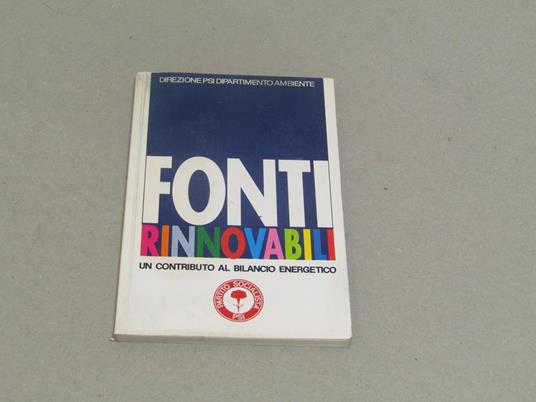 DIREZIONE PSI DIPARTIMENTO AMBIENTE
FONTI
RINNOVABILI
UN CONTRIBUTO AL BILANCIO ENERGETICO
PARTITO SOCIALISTA
PSI